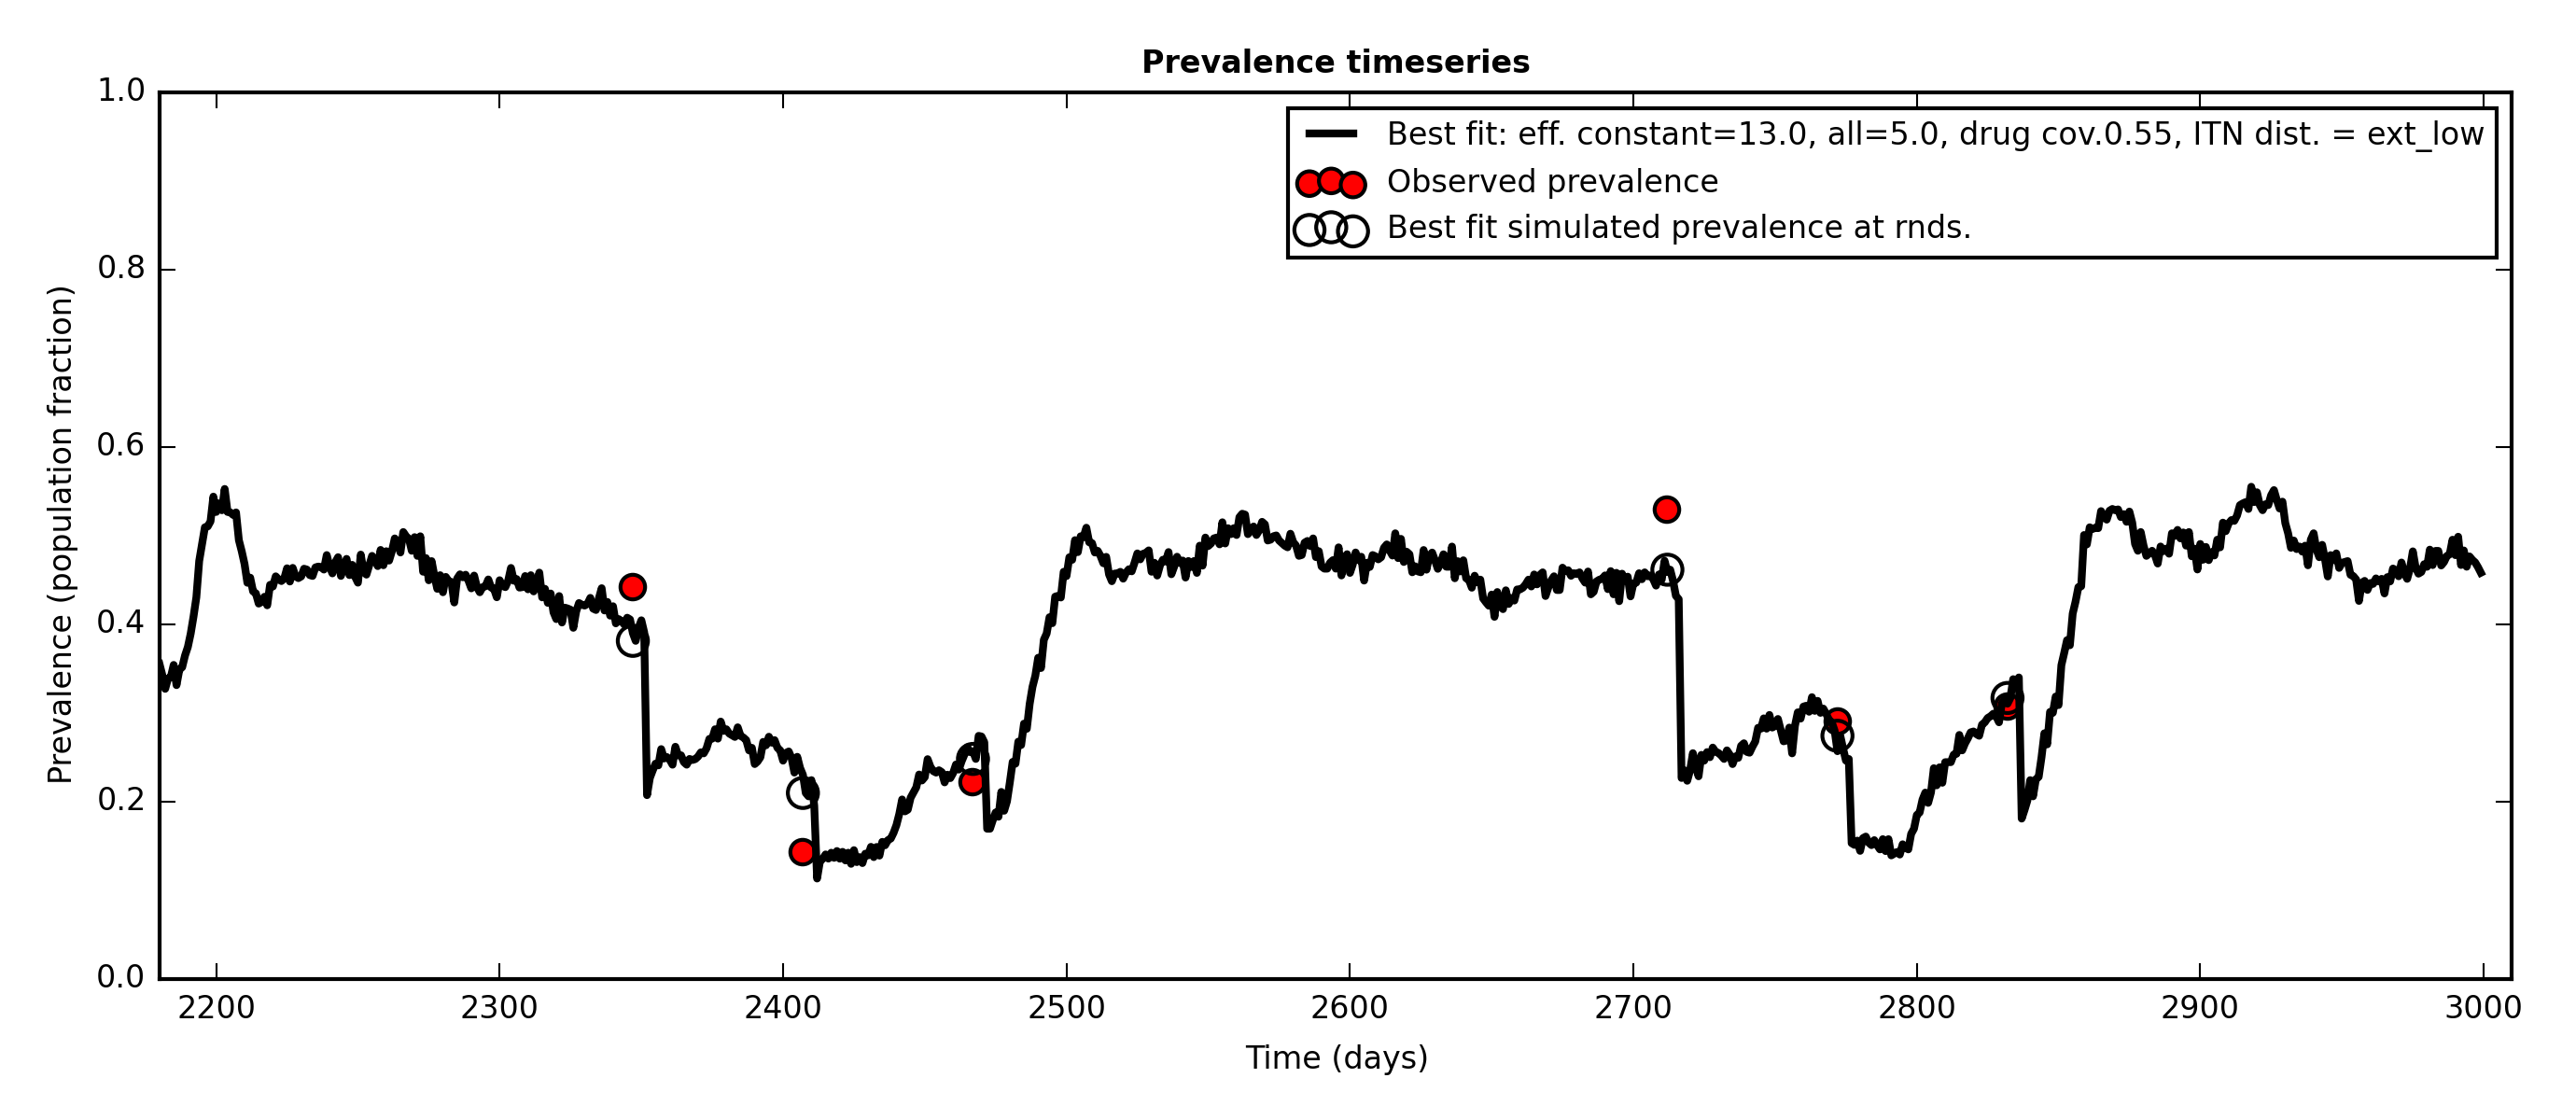 Prevalence timeseries
1.0
0.8
0.6
0.4
0.2
0.0
Prevalence (population fraction)
Best fit: eff. constant=13.0, all=5.0, drug cov.0.55, ITN dist. = ext_low
Observed prevalence
Best fit simulated prevalence at rnds.
2200 2300 2400 2500 2600 2700 2800 2900 3000
Time (days)